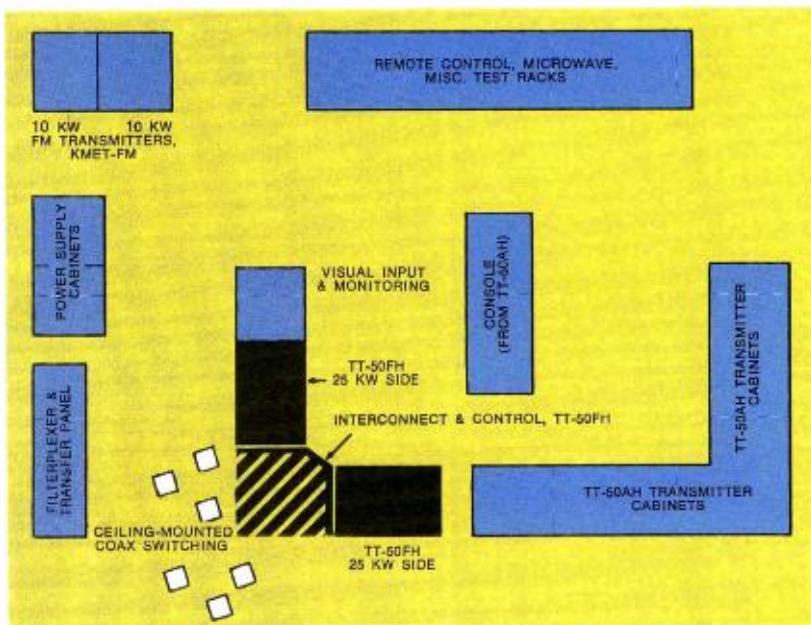 REMOTE CONTROL, MICROWAVE,
MISC. TEST RACKS
10 KW 10 KW
FM TRANSMITTERS,
KMET-FM
POWER SUPPLY
CABINETS
VISUAL INPUT
& MONITORING
CONSOLE
(FROM TT-50AH)
TT-50AH TRANSMITTER
CABINETS
TT-50FH
25 KW SIDE
INTERCONNECT & CONTROL, TT-50FH
FILTERPLEXER &
TRANSFER PANEL
TT-50AH TRANSMITTER
CABINETS
CEILING-MOUNTED
COAX SWITCHING
TT-50FH
25 KW SIDE